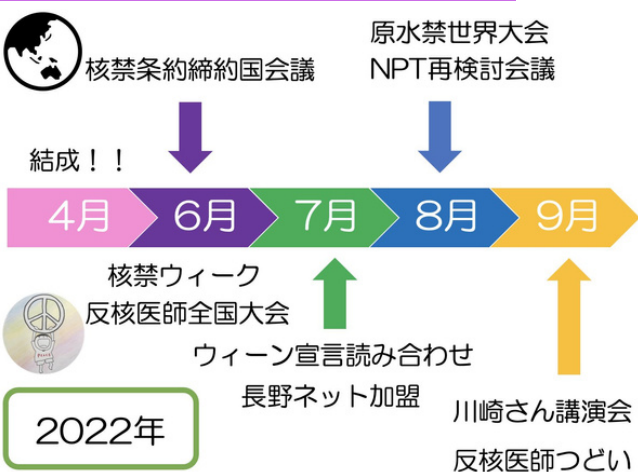 原水禁世界大会
NPT再検討会議
核禁条約締約国会議
結成！！
4月
6月
7月
8月
9月
核禁ウィーク
反核医師全国大会
ウィーン宣言読み合わせ
長野ネット加盟
川崎さん講演会
反核医師つどい
2022年